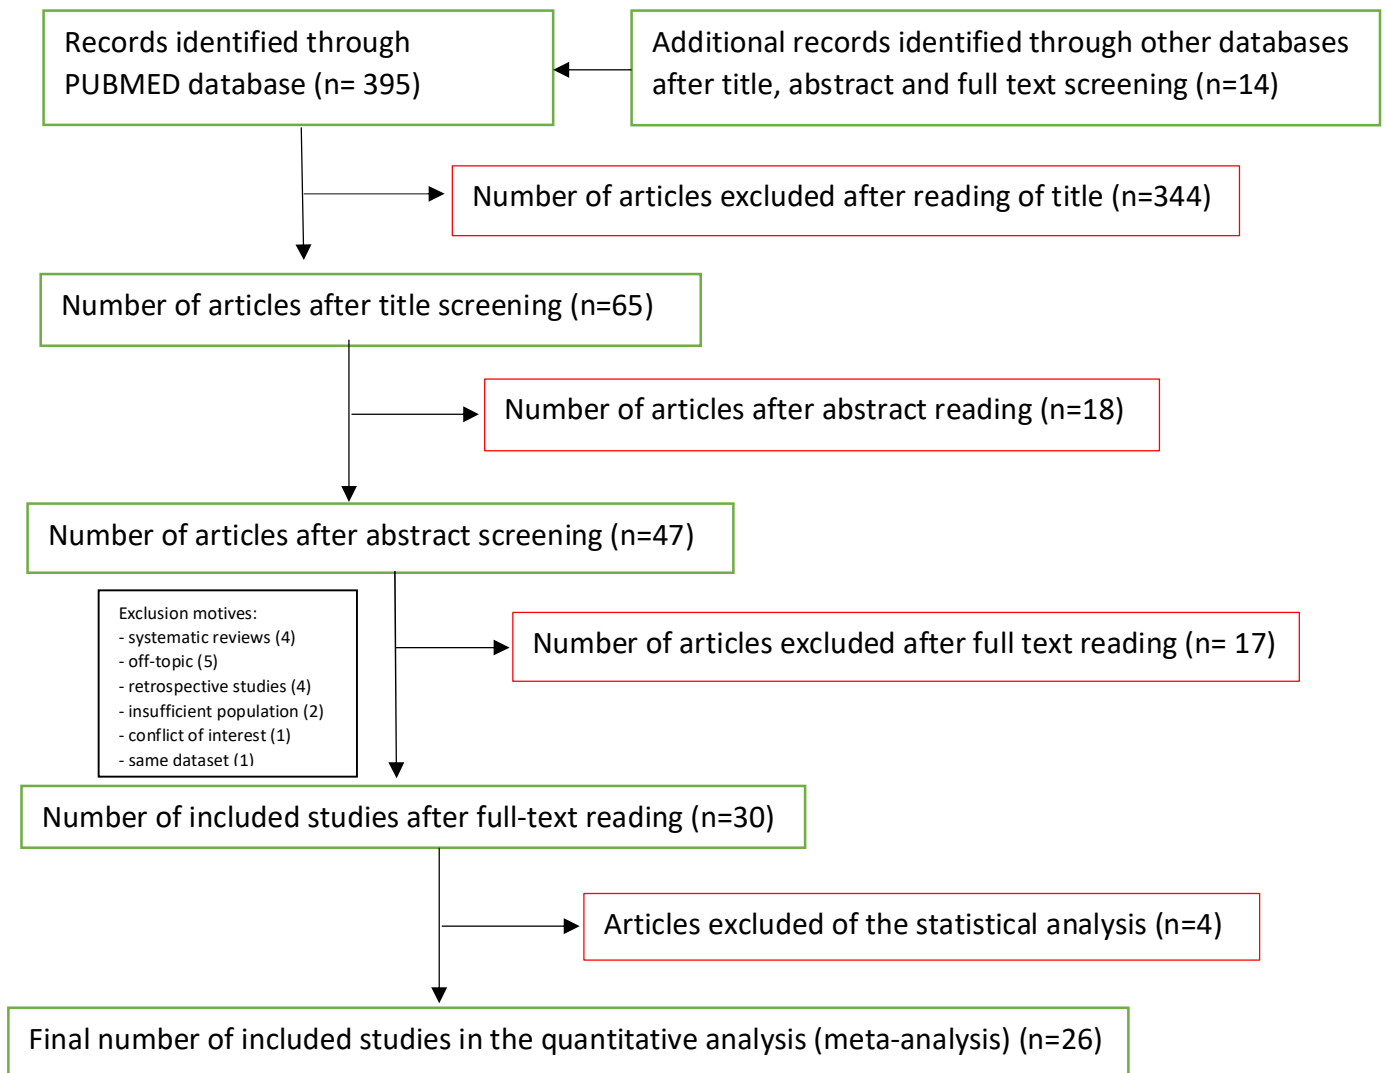 Records identified through
PUBMED database (n= 395)
Additional records identified through other databases
after title, abstract and full text screening (n=14)
Number of articles excluded after reading of title (n=344)
Number of articles after title screening (n=65)
Number of articles after abstract reading (n=18)
Number of articles after abstract screening (n=47)
Exclusion motives:
- systematic reviews (4)
- off-topic (5)
- retrospective studies (4)
- insufficient population (2)
- conflict of interest (1)
- same dataset (1)
Number of articles excluded after full text reading (n= 17)
Number of included studies after full-text reading (n=30)
Articles excluded of the statistical analysis (n=4)
Final number of included studies in the quantitative analysis (meta-analysis) (n=26)